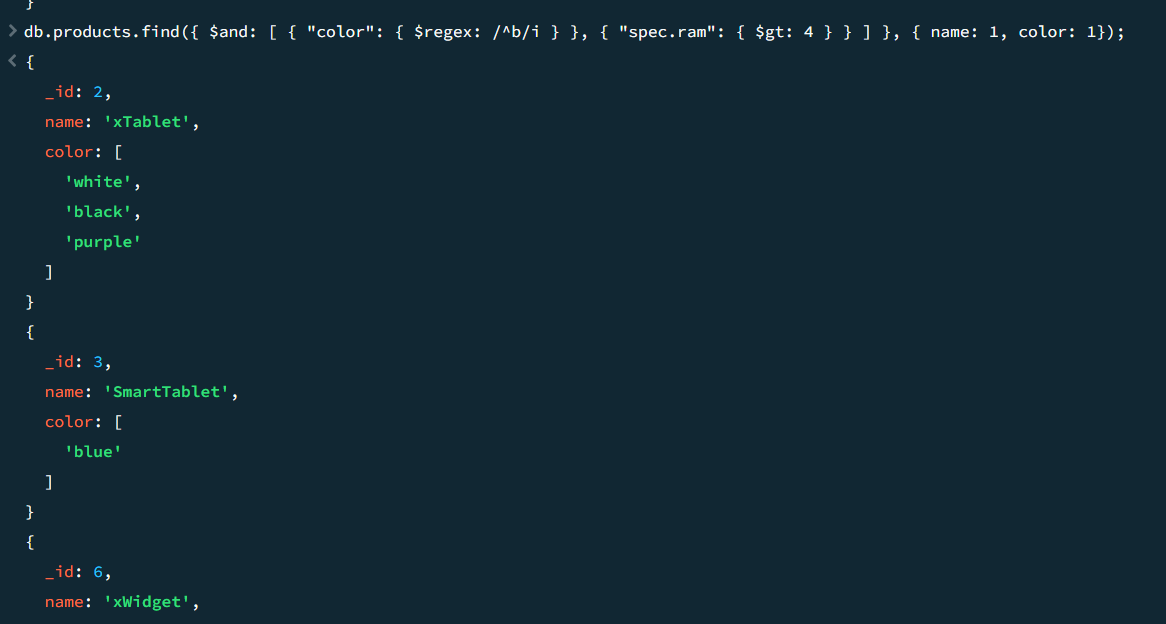 }
> db.products.find({ $and: [ { "color": { $regex: /^b/i } }, { "spec.ram": { $gt: 4 } } ] }, { name: 1, color: 1});
< {
_id: 2,
name: 'xTablet',
color: [
'white',
'black',
'purple'
]
}
{
_id: 3,
name: 'SmartTablet',
color: [
'blue'
]
}
{
_id: 6,
name: 'xWidget',